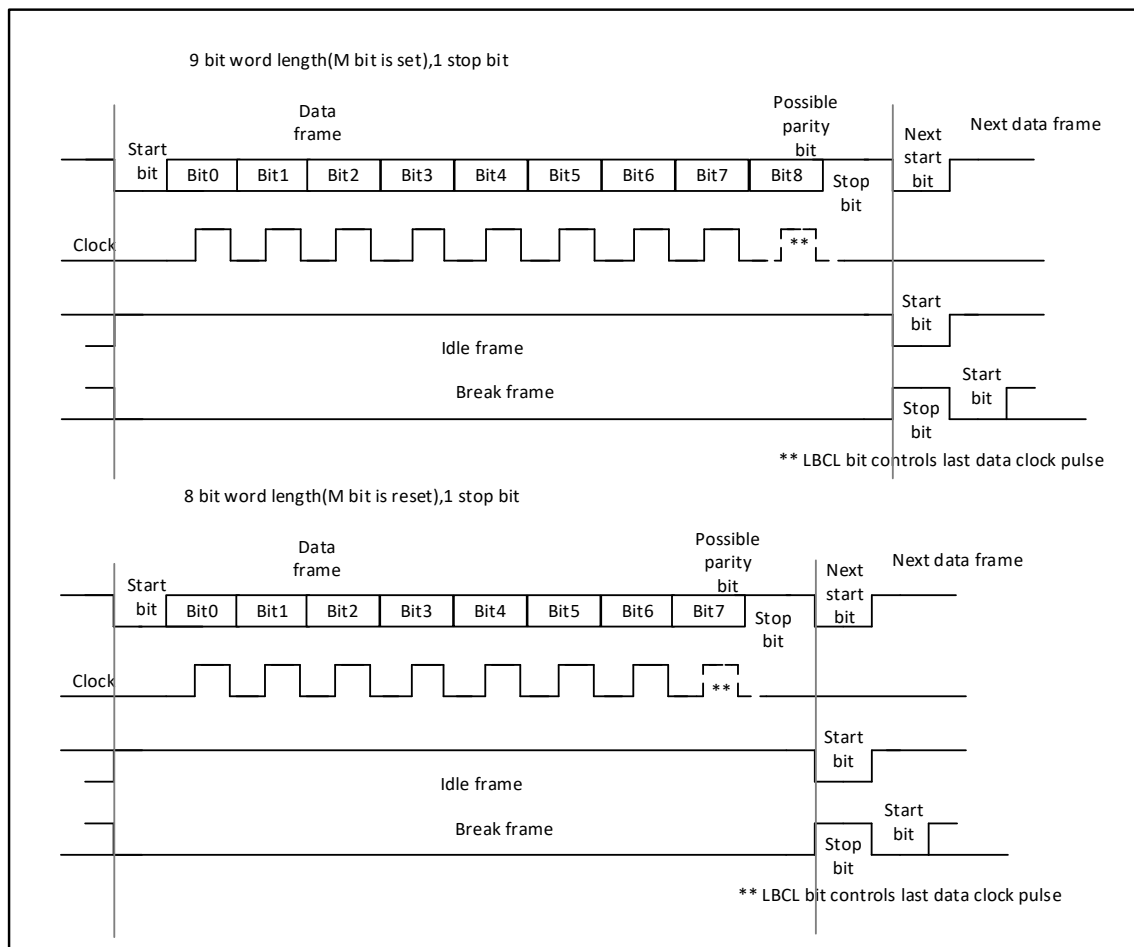 9 bit word length(M bit is set),1 stop bit
Data
frame
Possible
parity
bit
Start
bit
Next
start
bit
Next data frame
Bit0 Bit1 Bit2 Bit3 Bit4 Bit5 Bit6 Bit7 Bit8
Stop
bit
Clock
**
Start
bit
Idle frame
Break frame
Start
bit
Stop
bit
** LBCL bit controls last data clock pulse
8 bit word length(M bit is reset),1 stop bit
Data
frame
Possible
parity
bit
Start
bit
Next
start
bit
Next data frame
Bit0 Bit1 Bit2 Bit3 Bit4 Bit5 Bit6 Bit7
Stop
bit
Clock
**
Start
bit
Idle frame
Break frame
Start
bit
Stop
bit
** LBCL bit controls last data clock pulse